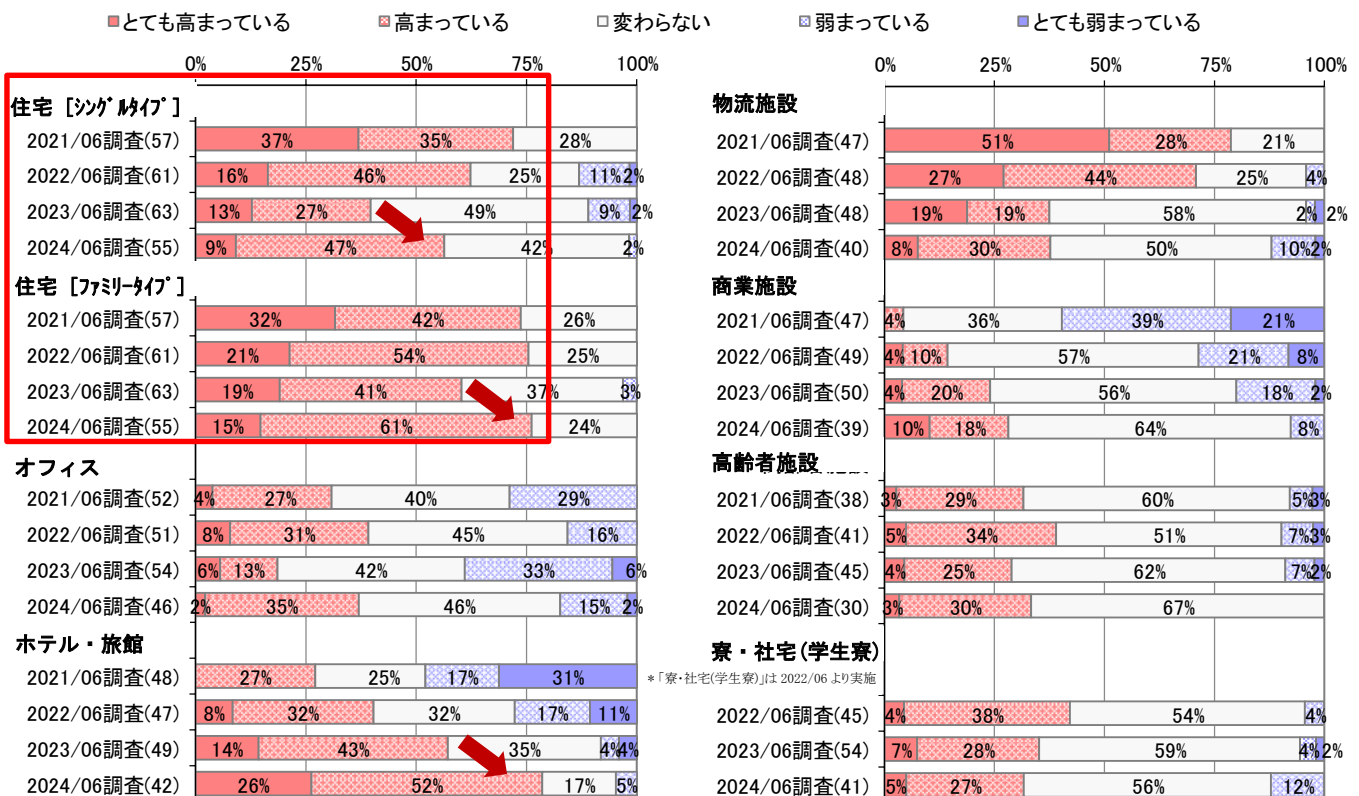 とても高まっている 高まっている 変わらない 弱まっている とても弱まっている
0% 25% 50% 75% 100%
住宅 [シングルタイプ]
2021/06調査(57) 37% 35% 28%
2022/06調査(61) 16% 46% 25% 11% 2%
2023/06調査(63) 13% 27% 49% 9% 2%
2024/06調査(55) 9% 47% 42% 2%
住宅 [ファミリータイプ]
2021/06調査(57) 32% 42% 26%
2022/06調査(61) 21% 54% 25%
2023/06調査(63) 19% 41% 37% 3%
2024/06調査(55) 15% 61% 24%
オフィス
2021/06調査(52) 4% 27% 40% 29%
2022/06調査(51) 8% 31% 45% 16%
2023/06調査(54) 6% 13% 42% 33% 6%
2024/06調査(46) 2% 35% 46% 15% 2%
ホテル・旅館
2021/06調査(48) 27% 25% 17% 31%
2022/06調査(47) 8% 32% 32% 17% 11%
2023/06調査(49) 14% 43% 35% 4% 4%
2024/06調査(42) 26% 52% 17% 5%
0% 25% 50% 75% 100%
物流施設
2021/06調査(47) 51% 28% 21%
2022/06調査(48) 27% 44% 25% 4%
2023/06調査(48) 19% 19% 58% 2% 2%
2024/06調査(40) 8% 30% 50% 10% 2%
商業施設
2021/06調査(47) 4% 36% 39% 21%
2022/06調査(49) 4% 10% 57% 21% 8%
2023/06調査(50) 4% 20% 56% 18% 2%
2024/06調査(39) 10% 18% 64% 8%
高齢者施設
2021/06調査(38) 3% 29% 60% 5% 3%
2022/06調査(41) 5% 34% 51% 7% 3%
2023/06調査(45) 4% 25% 62% 7% 2%
2024/06調査(30) 3% 30% 67%
寮・社宅(学生寮)
*「寮・社宅(学生寮)」は 2022/06 より実施
2022/06調査(45) 4% 38% 54% 4%
2023/06調査(54) 7% 28% 59% 4% 2%
2024/06調査(41) 5% 27% 56% 12%